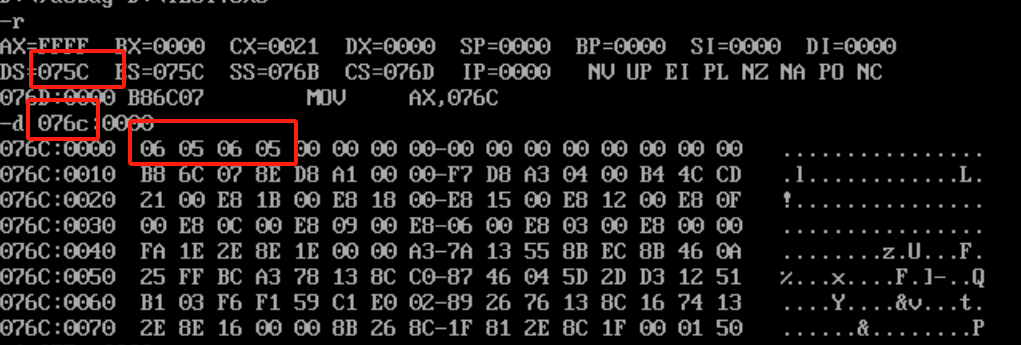 -r
AX=FFFF  BX=0000  CX=0021  DX=0000  SP=0000  BP=0000  SI=0000  DI=0000
DS=075C  ES=075C  SS=076B  CS=076D  IP=0000   NV UP EI PL NZ NA PO NC
076D:0000 B86C07        MOV     AX,076C
-d 076c:0000
076C:0000  06 05 06 05 00 00 00 00-00 00 00 00 00 00 00 00   ................
076C:0010  B8 6C 07 8E D8 A1 00 00-F7 D8 A3 04 00 B4 4C CD   .l............L.
076C:0020  21 00 E8 1B 00 E8 18 00-E8 15 00 E8 12 00 E8 0F   !...............
076C:0030  00 E8 0C 00 E8 09 00 E8-06 00 E8 03 00 E8 00 00   ................
076C:0040  FA 1E 2E 8E 1E 00 00 A3-7A 13 55 8B EC 8B 46 0A   ........z.U...F.
076C:0050  25 FF BC A3 78 13 8C C0-87 46 04 5D 2D D3 12 51   %...x....F.]-..Q
076C:0060  B1 03 F6 F1 59 C1 E0 02-89 26 76 13 8C 16 74 13   ....Y....&v...t.
076C:0070  2E 8E 16 00 00 8B 26 8C-1F 81 2E 8C 1F 00 01 50   ......&........P